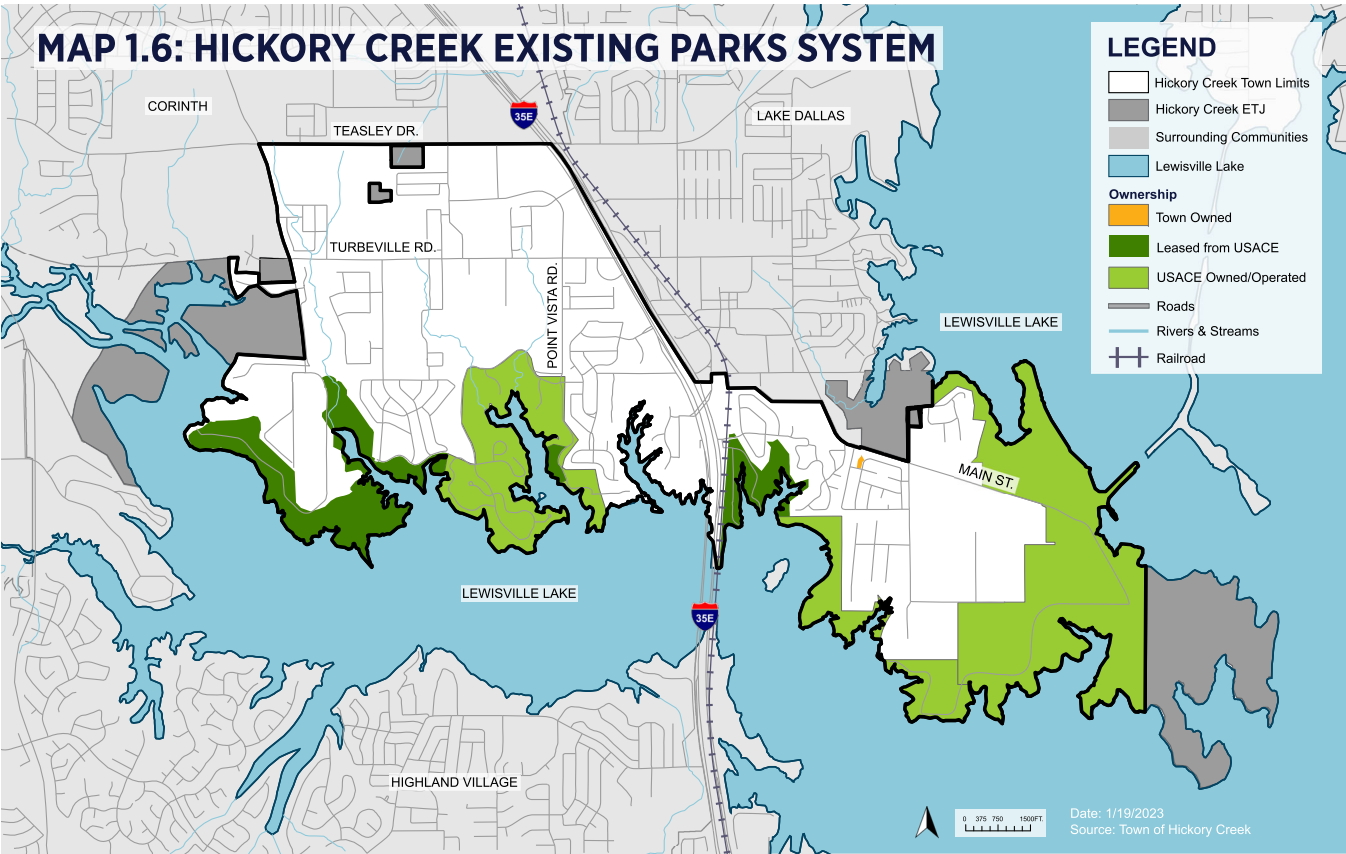 MAP 1.6: HICKORY CREEK EXISTING PARKS SYSTEM
LEGEND
Hickory Creek Town Limits
Hickory Creek ETJ
Surrounding Communities
Lewisville Lake
Ownership
Town Owned
Leased from USACE
USACE Owned/Operated
Roads
Rivers & Streams
Railroad
CORINTH
TEASLEY DR.
35E
LAKE DALLAS
TURBEVILLE RD.
POINT VISTA RD.
LEWISVILLE LAKE
MAIN ST.
LEWISVILLE LAKE
35E
HIGHLAND VILLAGE
0 375 750 1500FT.
Date: 1/19/2023
Source: Town of Hickory Creek